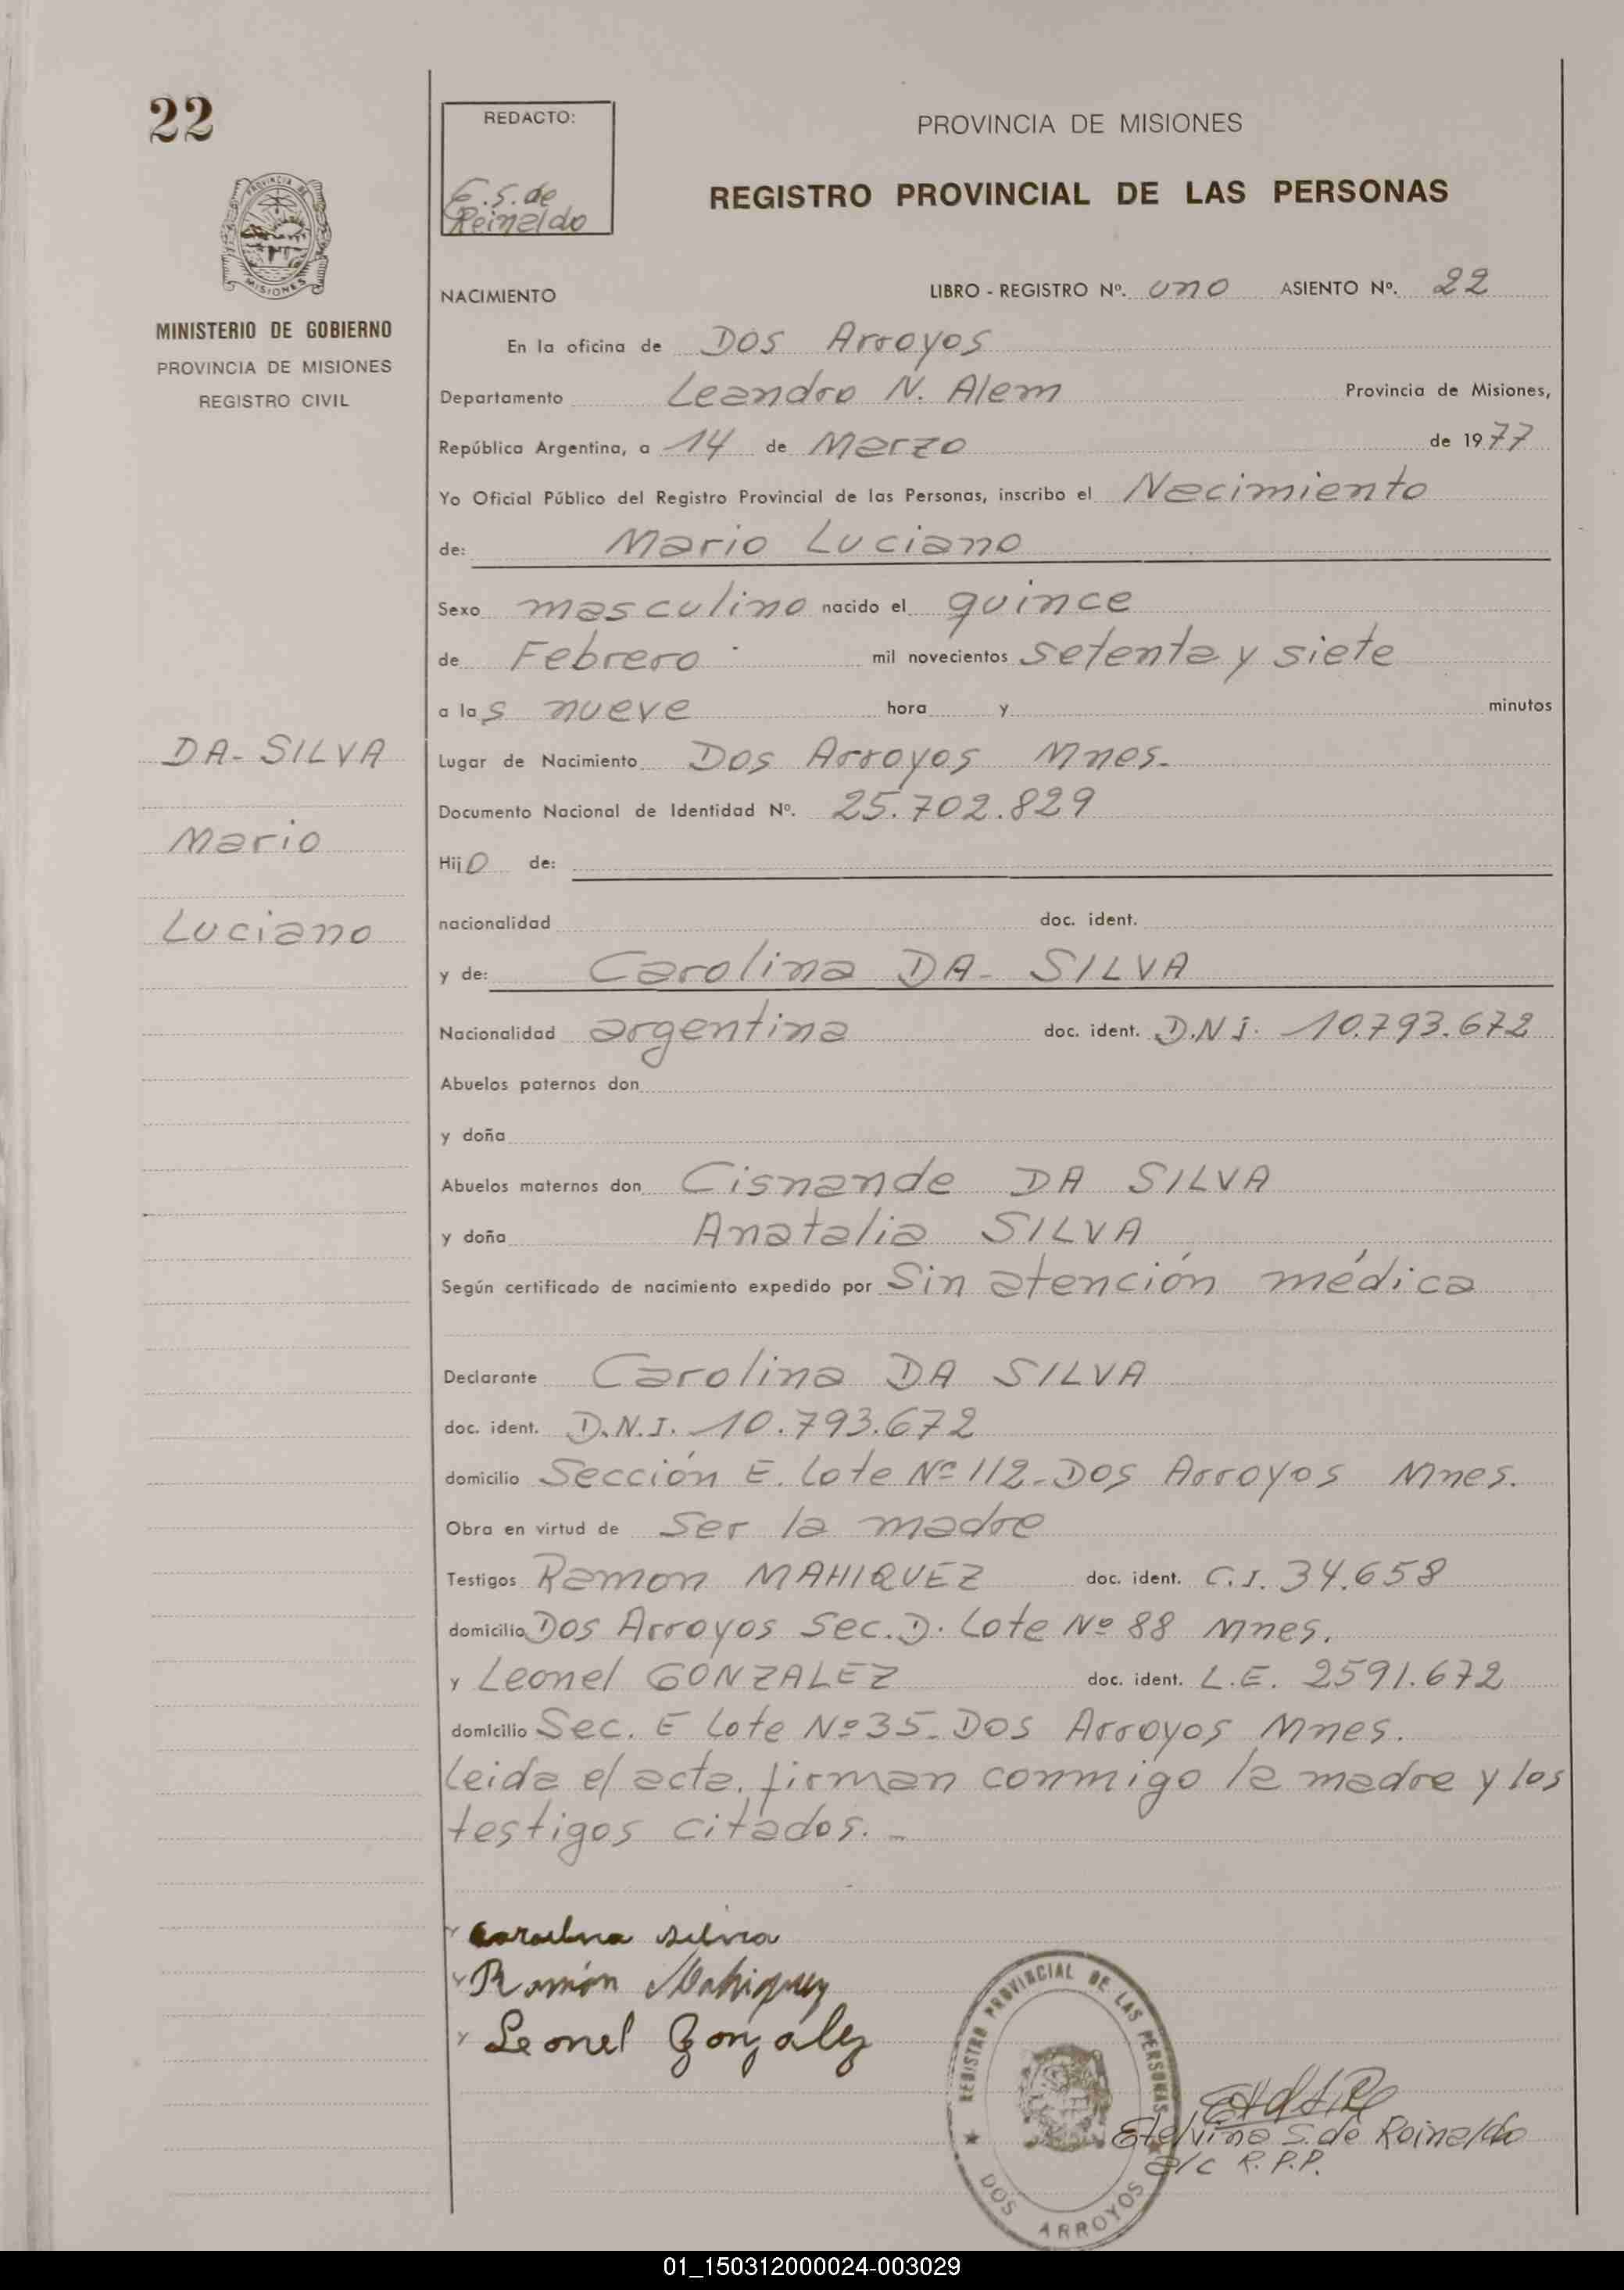 22
REDACTO:
E.S. de
Reinaldo
PROVINCIA DE MISIONES
REGISTRO PROVINCIAL DE LAS PERSONAS
PROVINCIA DE
MISIONES
MINISTERIO DE GOBIERNO
PROVINCIA DE MISIONES
REGISTRO CIVIL
NACIMIENTO LIBRO - REGISTRO Nº. uno ASIENTO Nº. 22
En la oficina de Dos Arroyos
Departamento Leandro N. Alem Provincia de Misiones,
República Argentina, a 14 de Marzo de 1977
Yo Oficial Público del Registro Provincial de las Personas, inscribo el Nacimiento
de: Mario Luciano
Sexo masculino nacido el quince
de Febrero mil novecientos setenta y siete
a las nueve hora y minutos
DA-SILVA
Mario
Luciano
Lugar de Nacimiento Dos Arroyos Mnes.
Documento Nacional de Identidad Nº. 25.702.829
Hijo de:
nacionalidad doc. ident.
y de: Carolina DA-SILVA
Nacionalidad argentina doc. ident. D.N.I. 10.793.672
Abuelos paternos don
y doña
Abuelos maternos don Cisnande DA SILVA
y doña Anatalia SILVA
Según certificado de nacimiento expedido por Sin atención médica
Declarante Carolina DA SILVA
doc. ident. D.N.I. 10.793.672
domicilio Sección E. Lote Nº 112-Dos Arroyos Mnes.
Obra en virtud de Ser la madre
Testigos Ramon MAHIQUEZ doc. ident. C.I. 34.658
domicilio Dos Arroyos Sec. D. Lote Nº 88 Mnes.
y Leonel GONZALEZ doc. ident. L.E. 2591.672
domicilio Sec. E Lote Nº 35-Dos Arroyos Mnes.
Leida el acta, firman conmigo la madre y los
testigos citados.-
Carolina silva
Ramón Mahiquez
Leonel González
REGISTRO PROVINCIAL DE LAS PERSONAS
DOS ARROYOS
Etelvina S. de Reinaldo
a/c R.P.P.
01_150312000024-003029